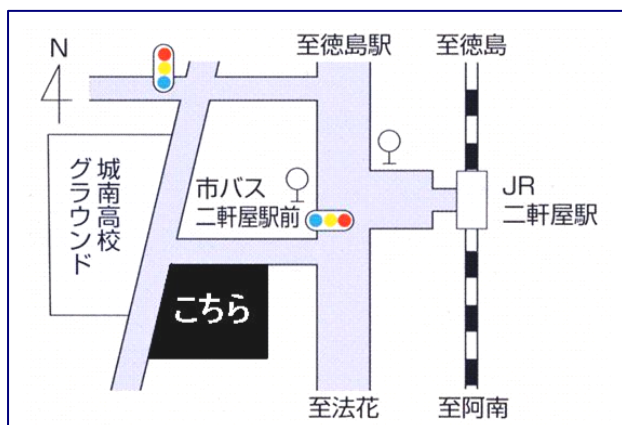 N
至徳島駅
至徳島
城南高校
グラウンド
市バス
二軒屋駅前
JR
二軒屋駅
こちら
至法花
至阿南